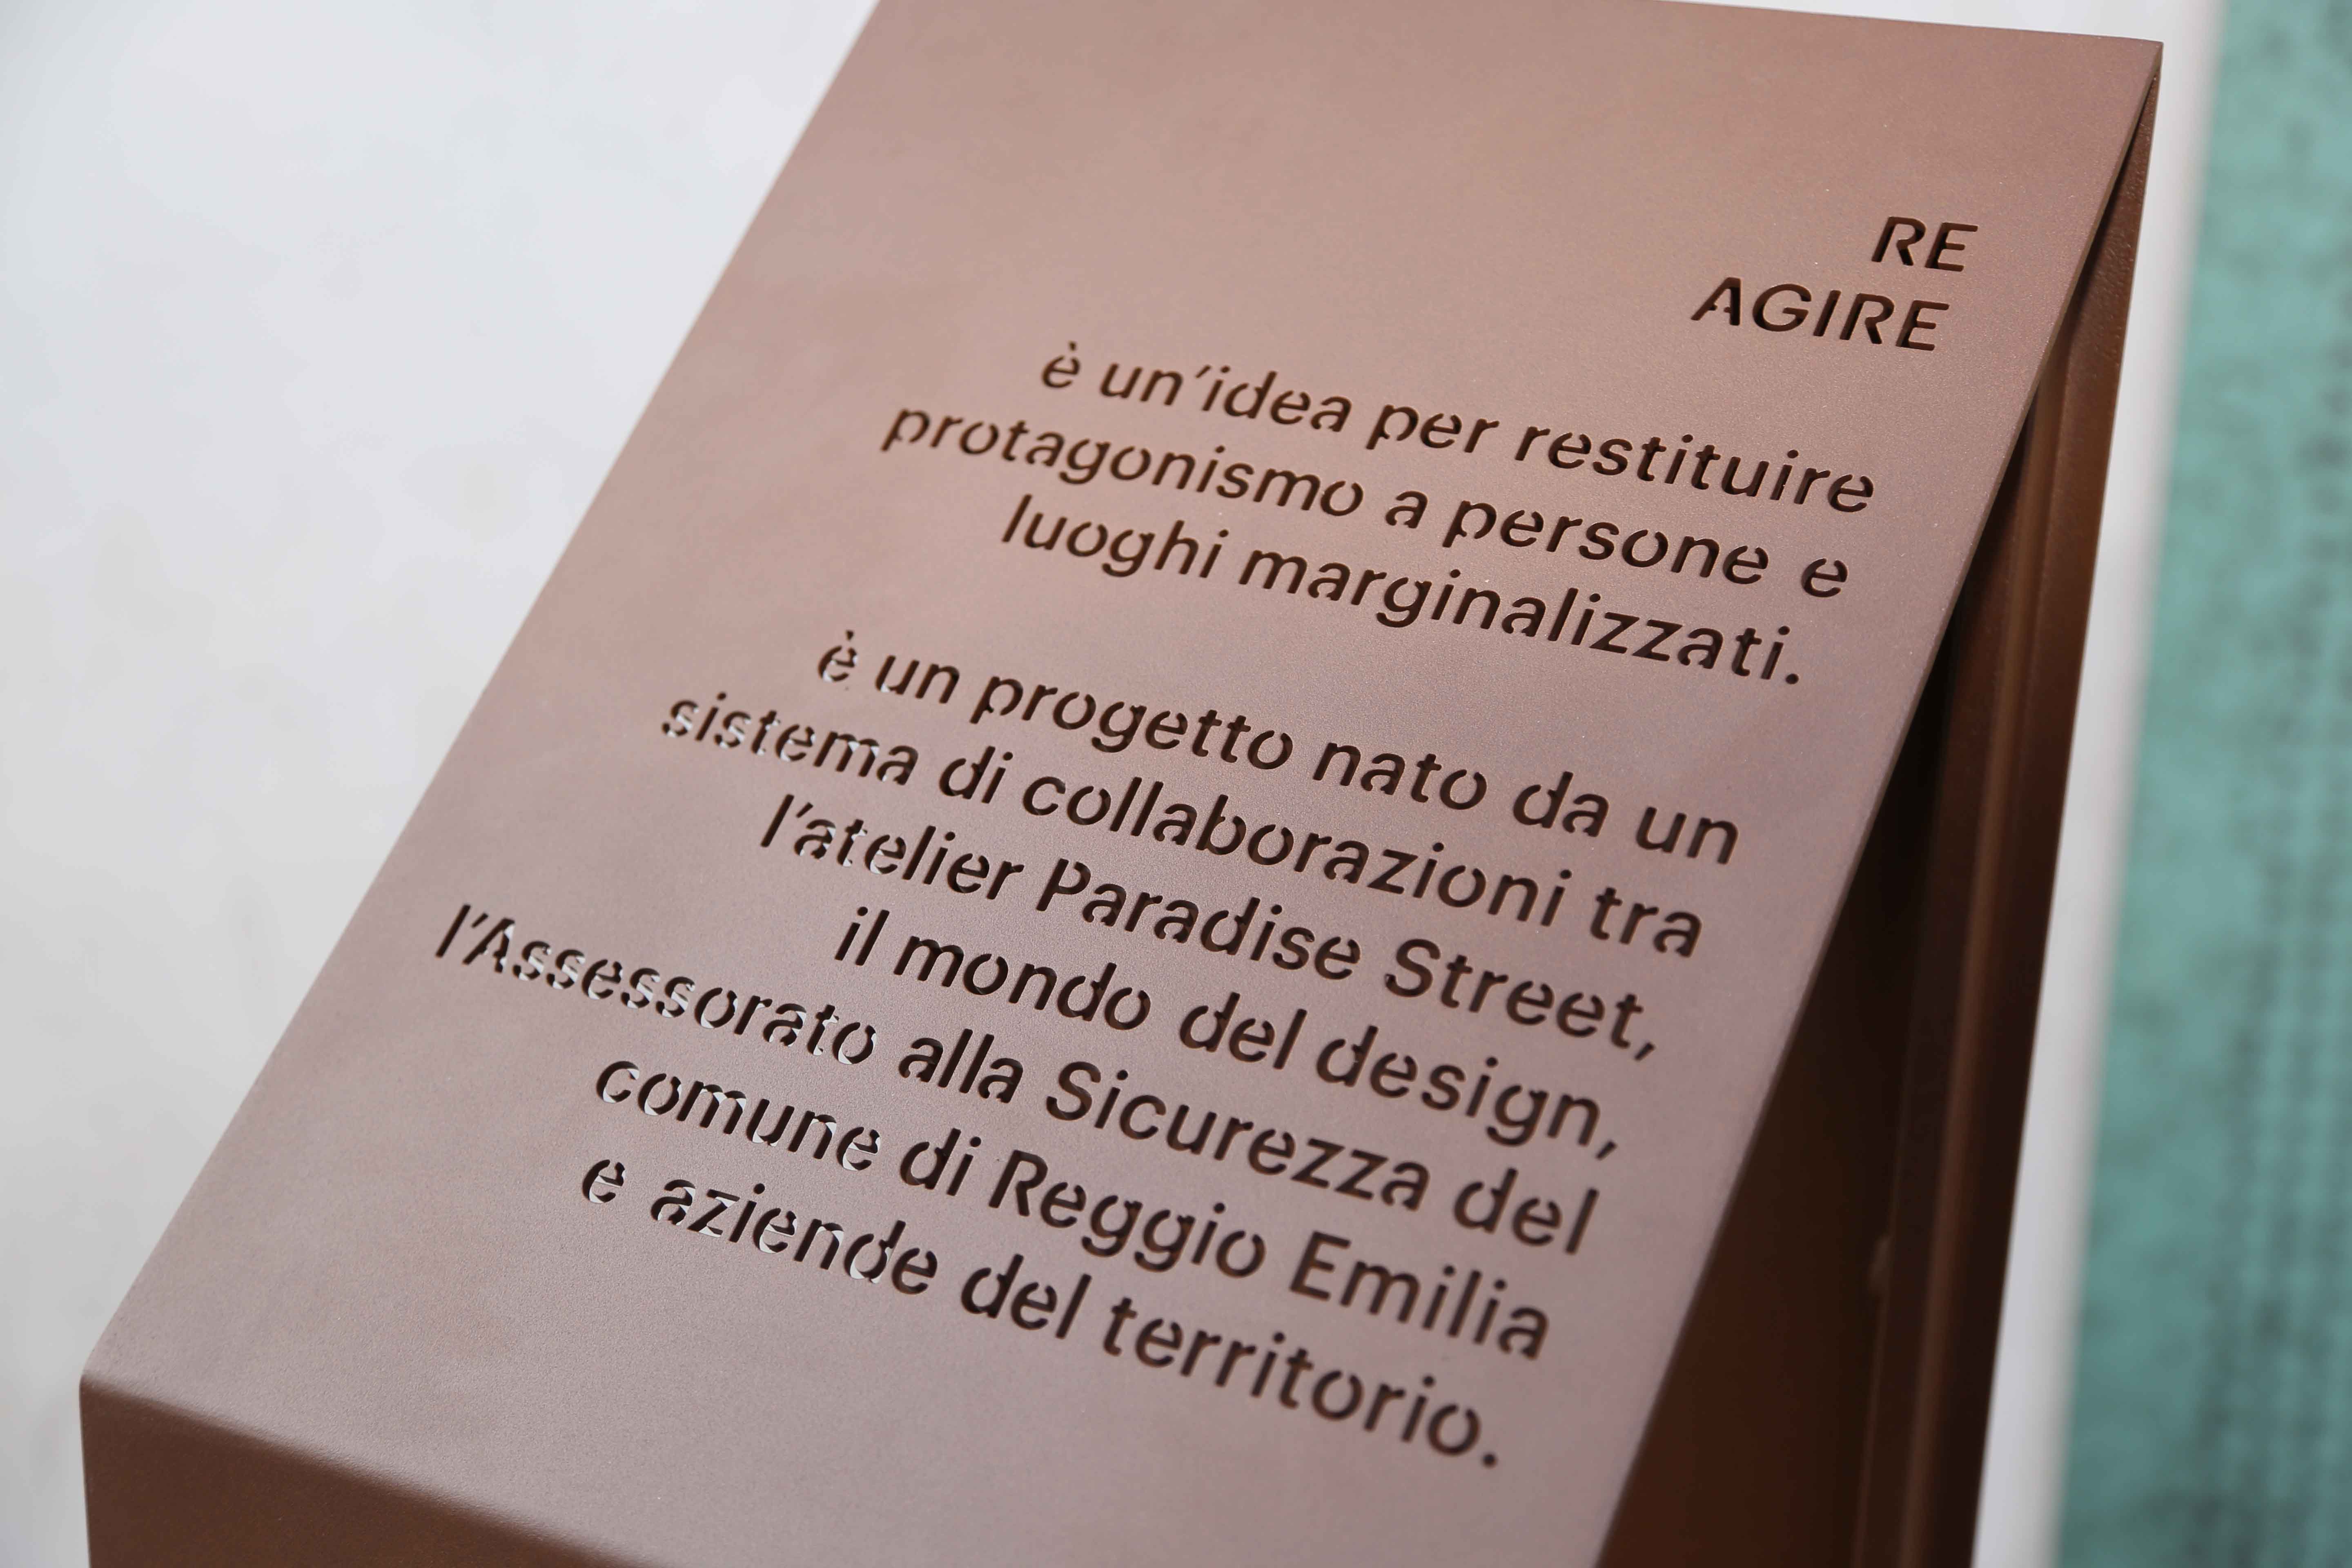 RE
AGIRE
è un'idea per restituire
protagonismo a persone e
luoghi marginalizzati.
è un progetto nato da un
sistema di collaborazioni tra
l'atelier Paradise Street,
il mondo del design,
l'Assessorato alla Sicurezza del
comune di Reggio Emilia
e aziende del territorio.